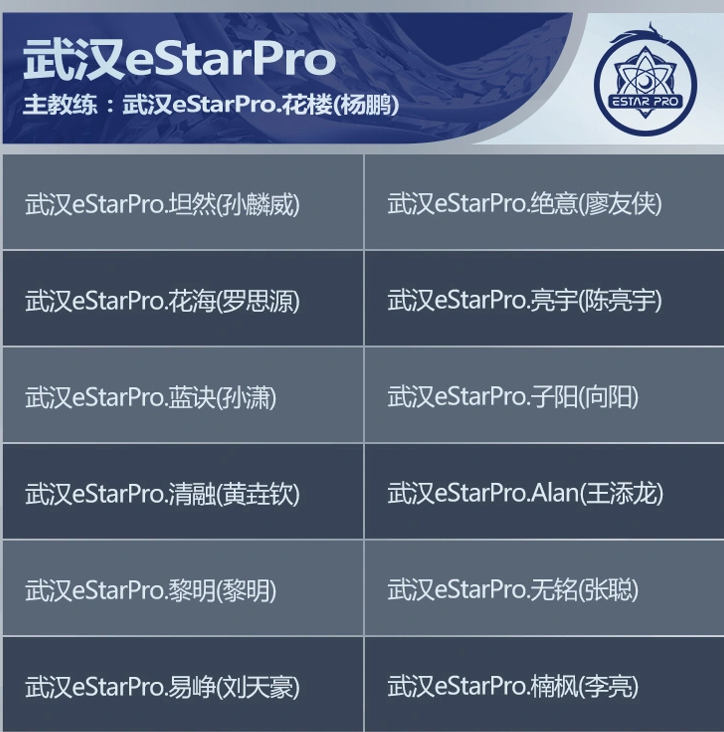 武汉eStarPro
主教练：武汉eStarPro.花楼(杨鹏)
ESTAR PRO
武汉eStarPro.坦然(孙麟威)
武汉eStarPro.绝意(廖友侠)
武汉eStarPro.花海(罗思源)
武汉eStarPro.亮宇(陈亮宇)
武汉eStarPro.蓝诀(孙潇)
武汉eStarPro.子阳(向阳)
武汉eStarPro.清融(黄垚钦)
武汉eStarPro.Alan(王添龙)
武汉eStarPro.黎明(黎明)
武汉eStarPro.无铭(张聪)
武汉eStarPro.易峥(刘天豪)
武汉eStarPro.楠枫(李亮)